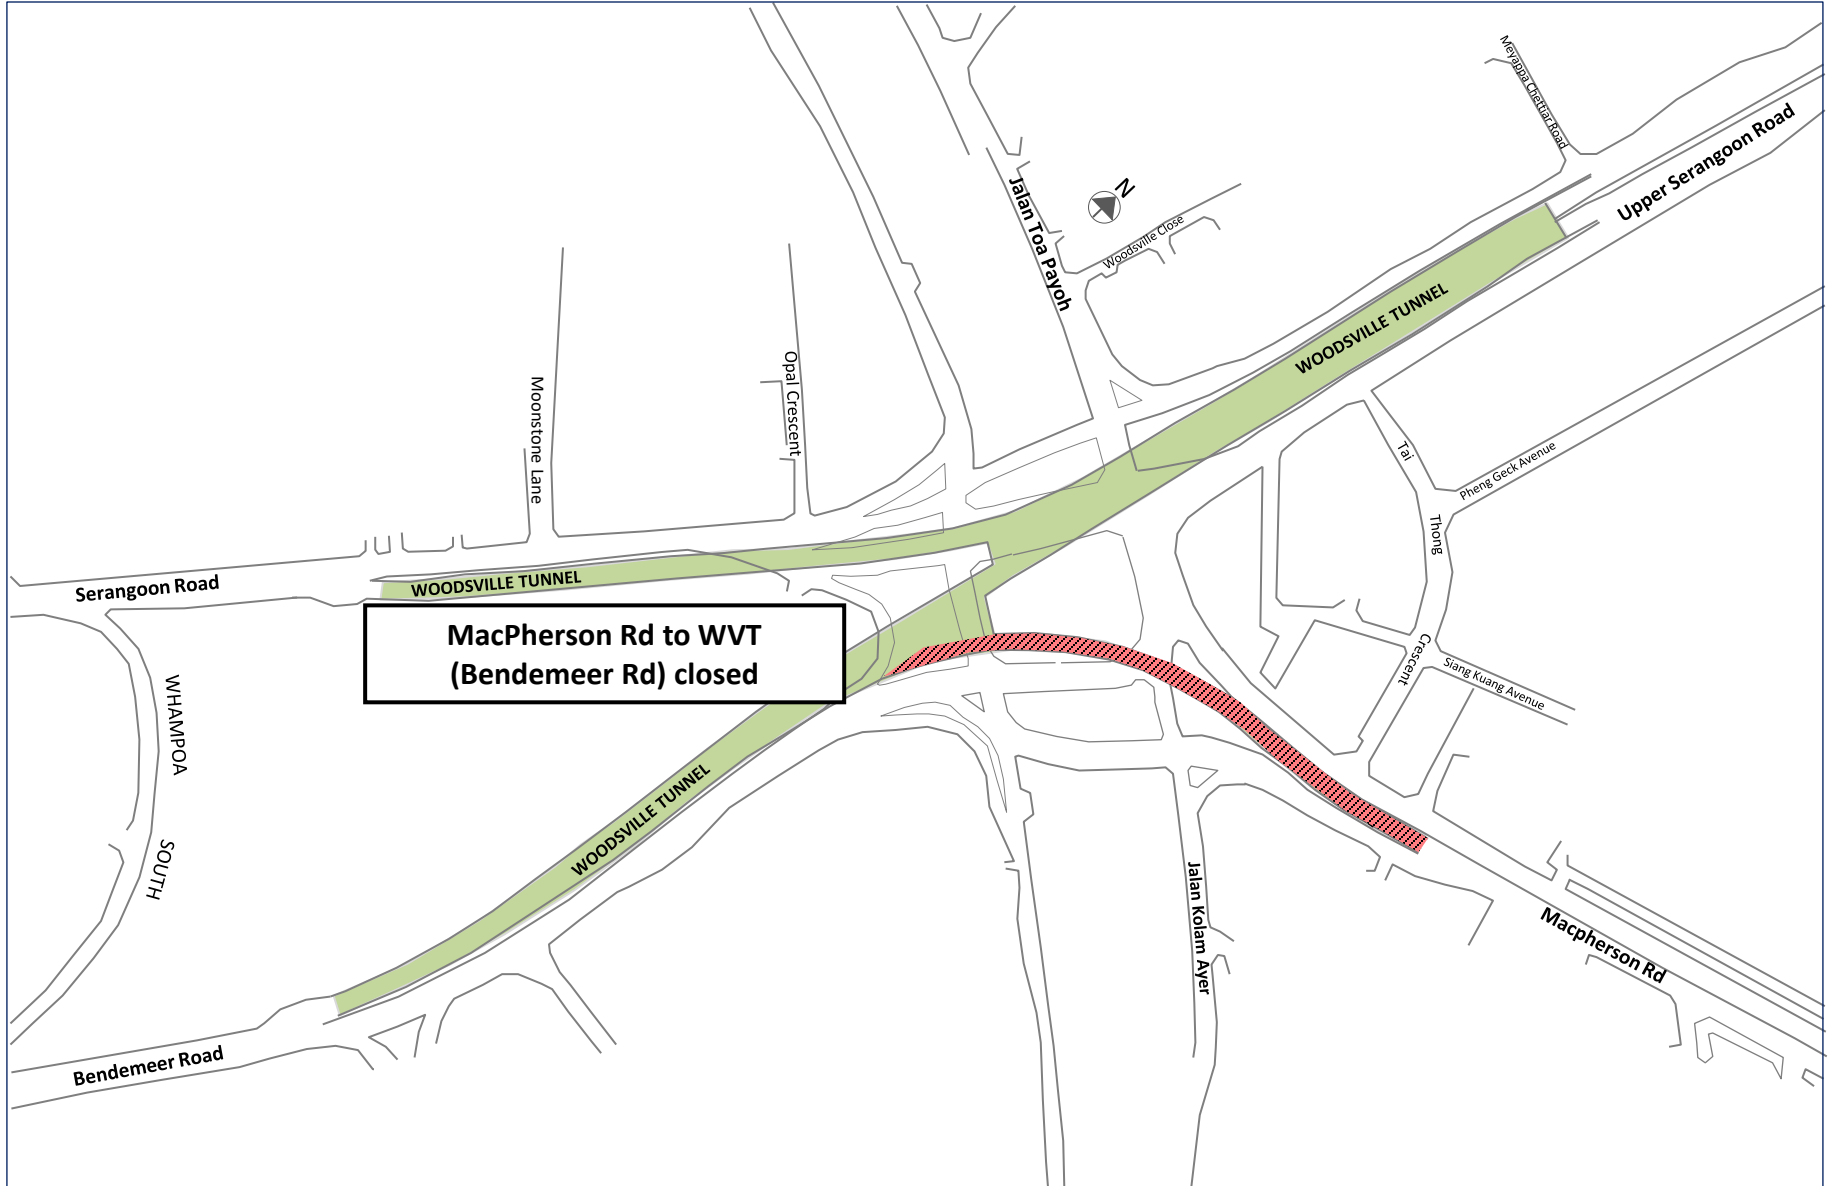 Meyappa Chettiar Road
Upper Serangoon Road
N
Jalan Toa Payoh
Woodsville Close
WOODSVILLE TUNNEL
Opal Crescent
Moonstone Lane
Tai
Thong
Crescent
Pheng Geck Avenue
Serangoon Road
WOODSVILLE TUNNEL
MacPherson Rd to WVT
(Bendemeer Rd) closed
Siang Kuang Avenue
WHAMPOA
SOUTH
WOODSVILLE TUNNEL
Jalan Kolam Ayer
Macpherson Rd
Bendemeer Road